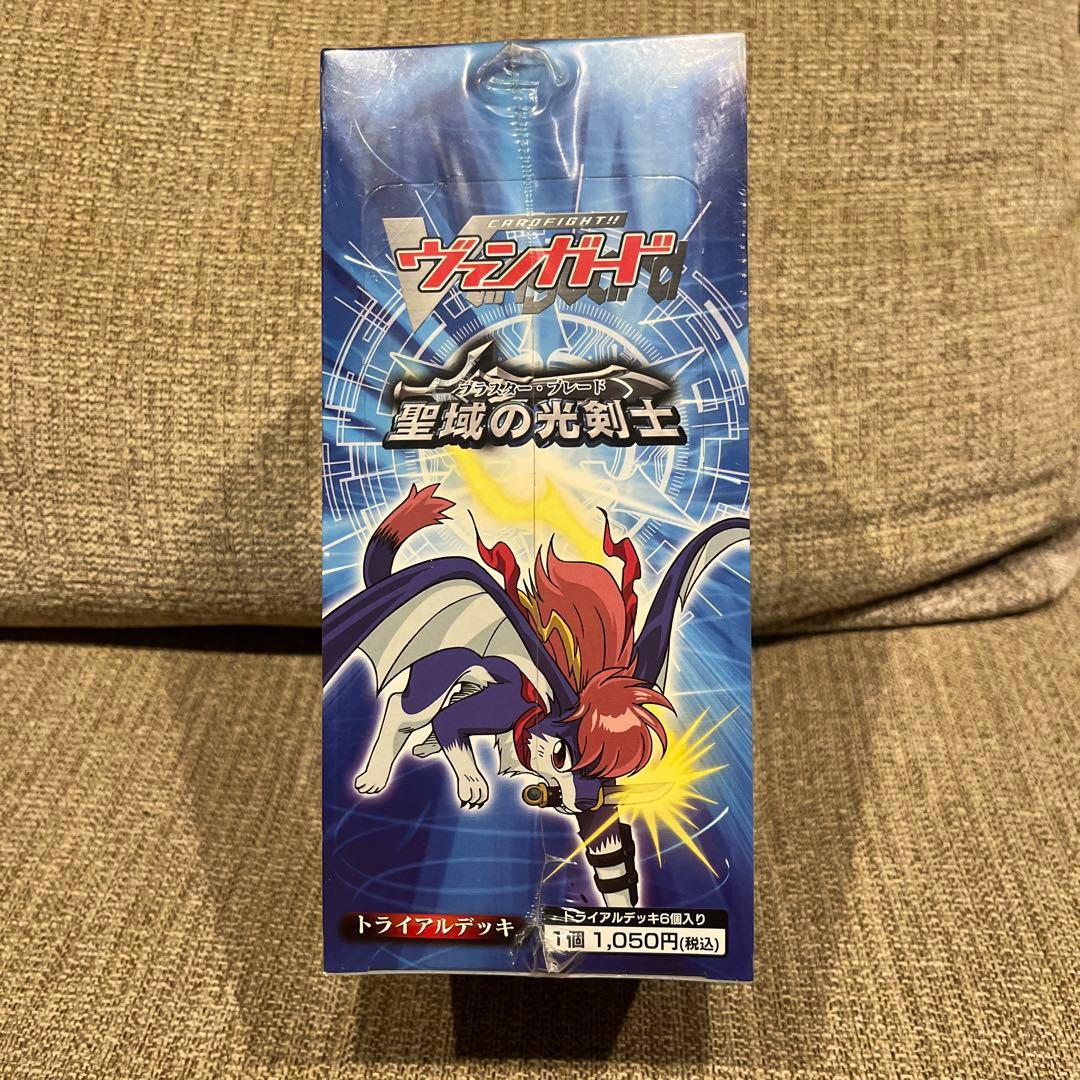 CARDFIGHT!!
Vanguard
ヴァンガード
ブラスター・ブレード
聖域の光剣士
トライアルデッキ
トライアルデッキ6個入り
1個 1,050円(税込)